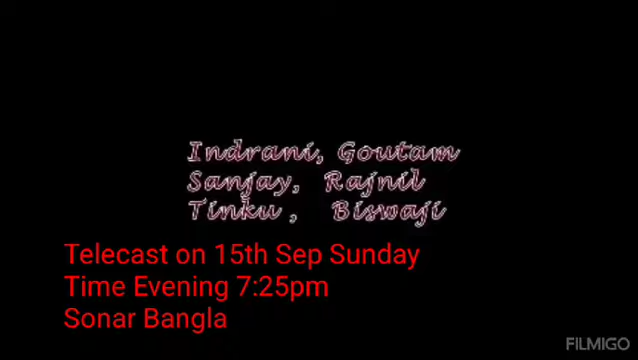 Indrani, Goutam
Sanjay, Rajnil
Tinku , Biswaji
Telecast on 15th Sep Sunday
Time Evening 7:25pm
Sonar Bangla
FILMIGO